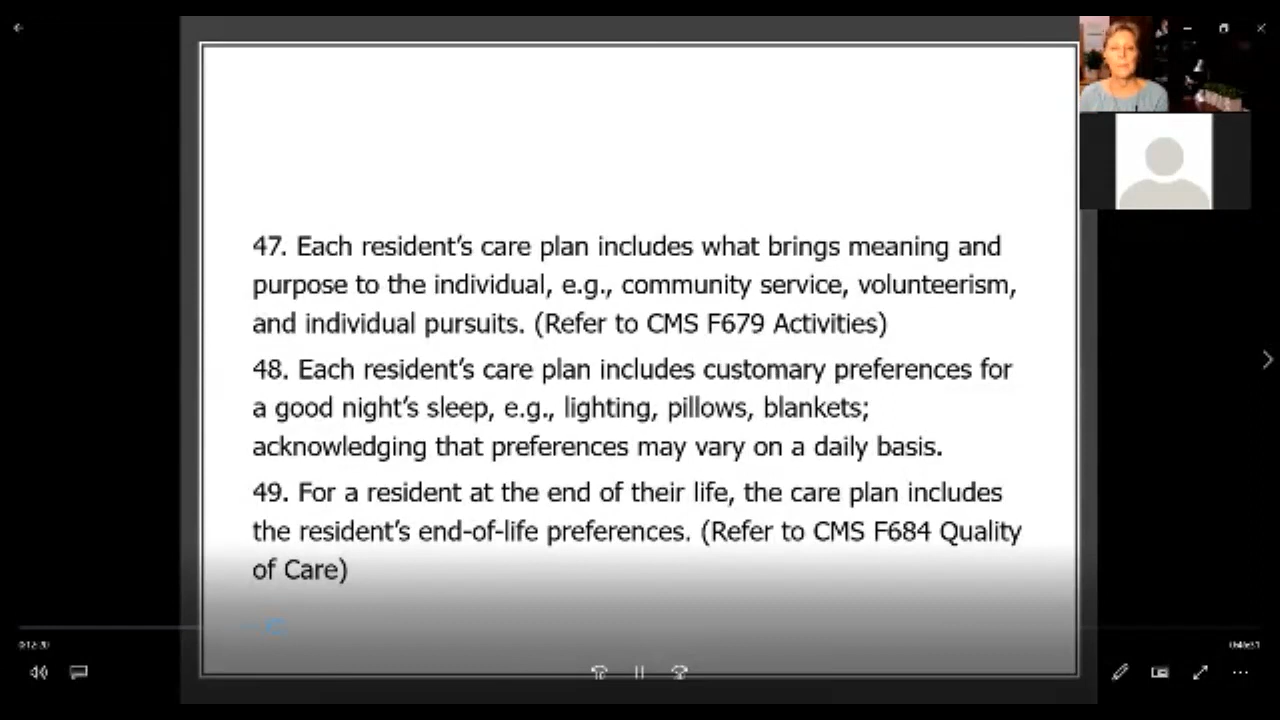 47. Each resident's care plan includes what brings meaning and
purpose to the individual, e.g., community service, volunteerism,
and individual pursuits. (Refer to CMS F679 Activities)
48. Each resident's care plan includes customary preferences for
a good night's sleep, e.g., lighting, pillows, blankets;
acknowledging that preferences may vary on a daily basis.
49. For a resident at the end of their life, the care plan includes
the resident's end-of-life preferences. (Refer to CMS F684 Quality
of Care)